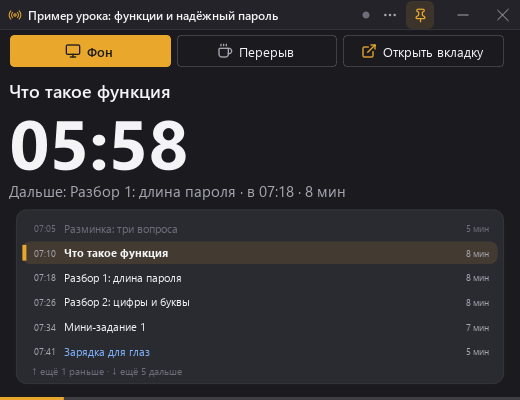 Пример урока: функции и надёжный пароль
Фон
Перерыв
Открыть вкладку
Что такое функция
05:58
Дальше: Разбор 1: длина пароля · в 07:18 · 8 мин
07:05 Разминка: три вопроса 5 мин
07:10 Что такое функция 8 мин
07:18 Разбор 1: длина пароля 8 мин
07:26 Разбор 2: цифры и буквы 8 мин
07:34 Мини-задание 1 7 мин
07:41 Зарядка для глаз 5 мин
↑ ещё 1 раньше · ↓ ещё 5 дальше